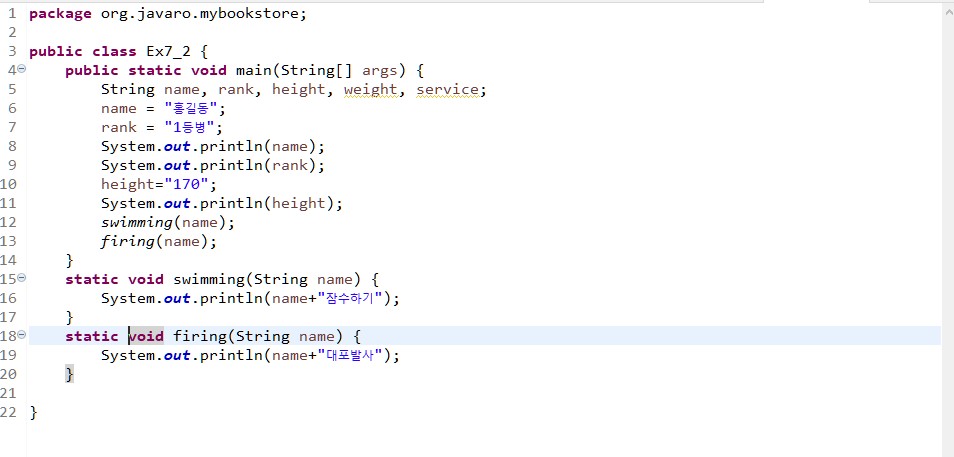 1 package org.javaro.mybookstore;
2
3 public class Ex7_2 {
4 public static void main(String[] args) {
5 String name, rank, height, weight, service;
6 name = "홍길동";
7 rank = "1등병";
8 System.out.println(name);
9 System.out.println(rank);
10 height="170";
11 System.out.println(height);
12 swimming(name);
13 firing(name);
14 }
15 static void swimming(String name) {
16 System.out.println(name+"잠수하기");
17 }
18 static void firing(String name) {
19 System.out.println(name+"대포발사");
20 }
21
22 }